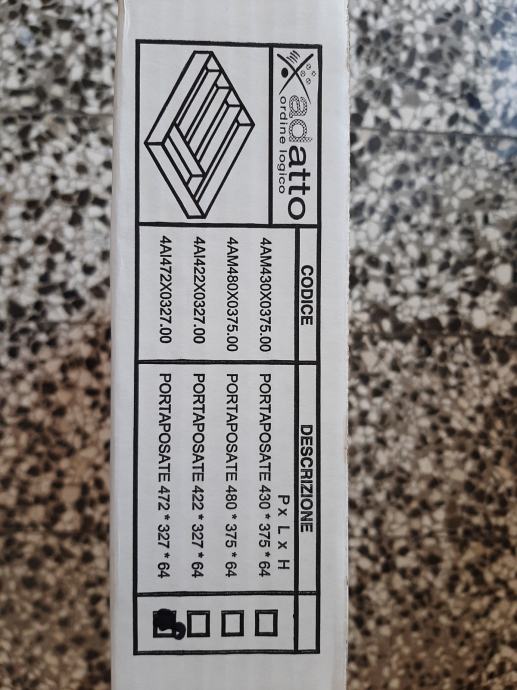 adatto
ordine logico
CODICE DESCRIZIONE
P x L x H
4AM430X0375.00 PORTAPOSATE 430 * 375 * 64
4AM480X0375.00 PORTAPOSATE 480 * 375 * 64
4AI422X0327.00 PORTAPOSATE 422 * 327 * 64
4AI472X0327.00 PORTAPOSATE 472 * 327 * 64